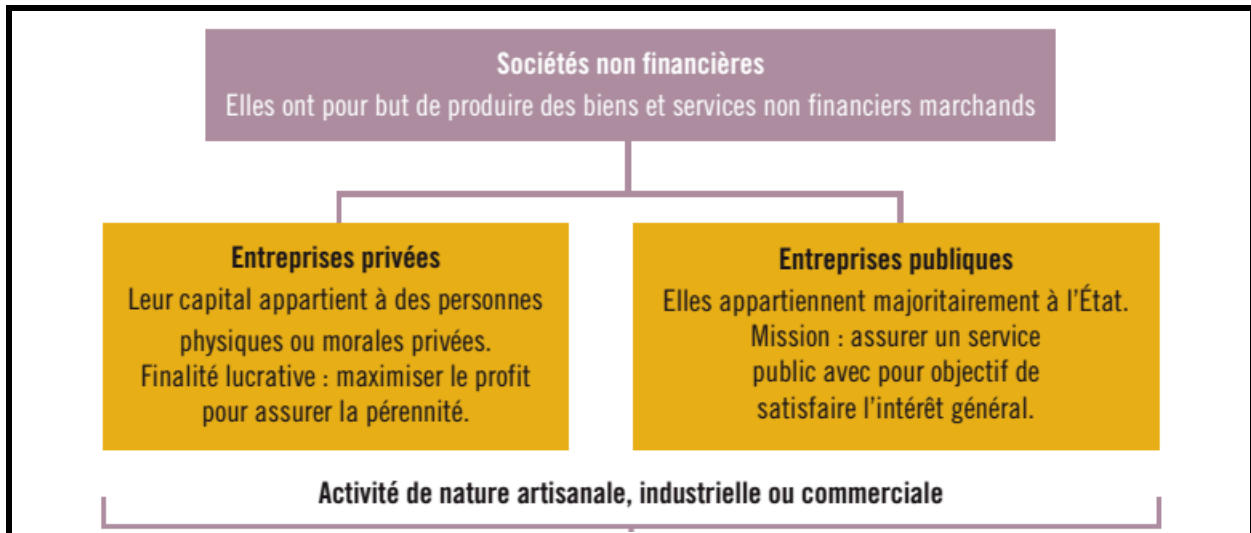 Sociétés non financières
Elles ont pour but de produire des biens et services non financiers marchands
Entreprises privées
Leur capital appartient à des personnes
physiques ou morales privées.
Finalité lucrative : maximiser le profit
pour assurer la pérennité.
Entreprises publiques
Elles appartiennent majoritairement à l’État.
Mission : assurer un service
public avec pour objectif de
satisfaire l’intérêt général.
Activité de nature artisanale, industrielle ou commerciale